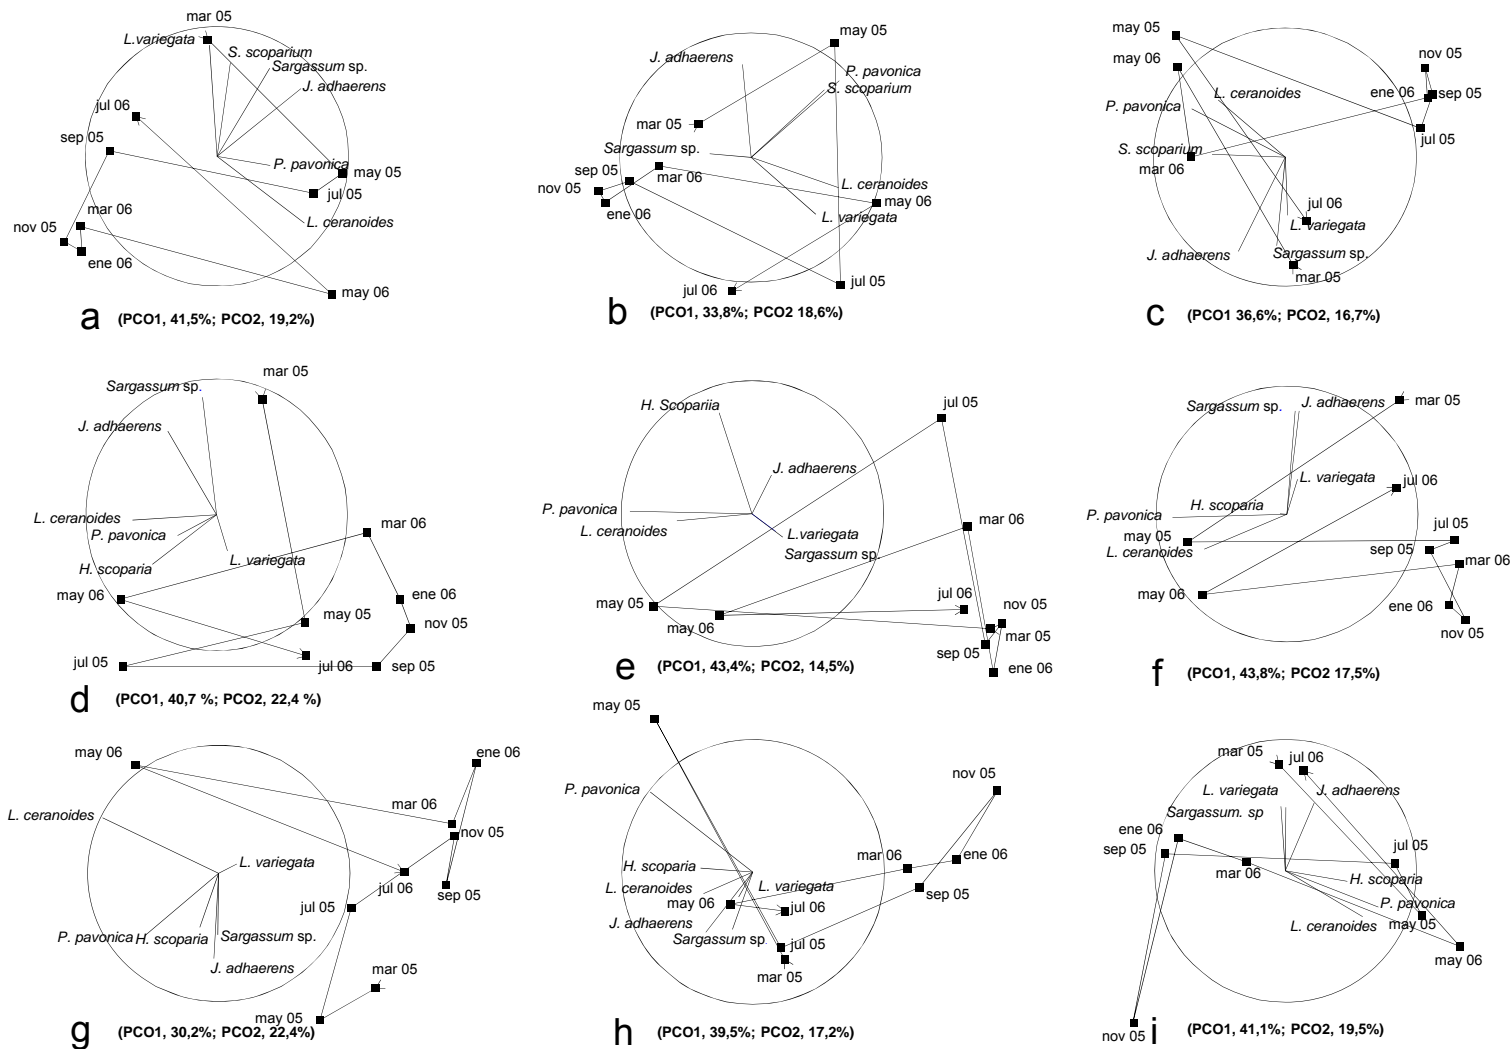 mar 05
L.variegata
S. scoparium
Sargassum sp.
J. adhaerens
jul 06
sep 05
P. pavonica
may 05
jul 05
mar 06
L. ceranoides
nov 05
ene 06
may 06
a (PCO1, 41,5%; PCO2, 19,2%)
may 05
J. adhaerens
P. pavonica
S. scoparium
mar 05
Sargassum sp.
sep 05
mar 06
nov 05
ene 06
L. ceranoides
may 06
L. variegata
jul 06
jul 05
b (PCO1, 33,8%; PCO2 18,6%)
may 05
nov 05
may 06
L. ceranoides
ene 06
sep 05
P. pavonica
jul 05
S. scoparium
mar 06
jul 06
L. variegata
J. adhaerens
Sargassum sp.
mar 05
c (PCO1 36,6%; PCO2, 16,7%)
mar 05
Sargassum sp.
J. adhaerens
L. ceranoides
P. pavonica
mar 06
H. scoparia
L. variegata
may 06
ene 06
may 05
nov 05
jul 05
jul 06
sep 05
d (PCO1, 40,7 %; PCO2, 22,4 %)
H. Scopariia
jul 05
J. adhaerens
P. pavonica
L. ceranoides
mar 06
L.variegata
Sargassum sp.
may 05
jul 06
nov 05
may 06
mar 05
sep 05
ene 06
e (PCO1, 43,4%; PCO2, 14,5%)
Sargassum sp.
J. adhaerens
mar 05
L. variegata
jul 06
H. scoparia
P. pavonica
may 05
jul 05
L. ceranoides
sep 05
mar 06
may 06
ene 06
nov 05
f (PCO1, 43,8%; PCO2 17,5%)
may 06
ene 06
mar 06
L. ceranoides
nov 05
L. variegata
jul 06
sep 05
jul 05
P. pavonica
H. scoparia
Sargassum sp.
J. adhaerens
mar 05
may 05
g (PCO1, 30,2%; PCO2, 22,4%)
may 05
nov 05
P. pavonica
mar 06
ene 06
H. scoparia
L. ceranoides
L. variegata
sep 05
may 06
jul 06
J. adhaerens
Sargassum sp.
jul 05
mar 05
h (PCO1, 39,5%; PCO2, 17,2%)
mar 05
jul 06
L. variegata
J. adhaerens
Sargassum. sp
ene 06
sep 05
jul 05
mar 06
H. scoparia
P. pavonica
L. ceranoides
may 05
may 06
nov 05
i (PCO1, 41,1%; PCO2, 19,5%)